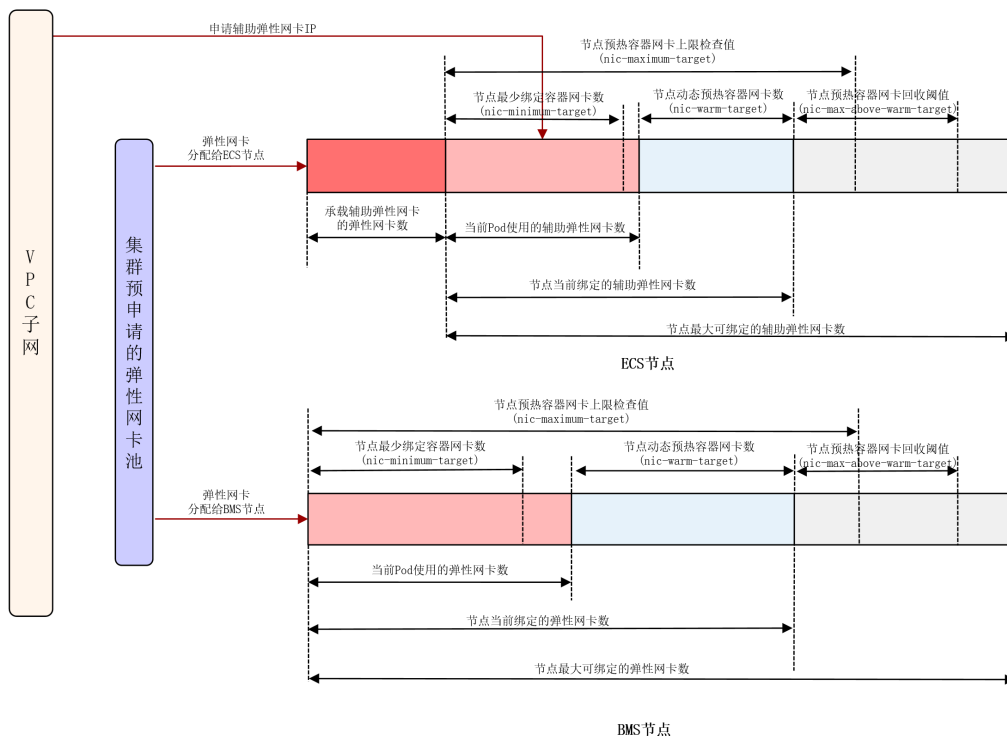 申请辅助弹性网卡IP
节点预热容器网卡上限检查值
(nic-maximum-target)
节点最少绑定容器网卡数
(nic-minimum-target)
节点动态预热容器网卡数
(nic-warm-target)
节点预热容器网卡回收阈值
(nic-max-above-warm-target)
弹性网卡
分配给ECS节点
承载辅助弹性网卡
的弹性网卡数
当前Pod使用的辅助弹性网卡数
节点当前绑定的辅助弹性网卡数
节点最大可绑定的辅助弹性网卡数
ECS节点
VPC子网
集群预申请的弹性网卡池
节点预热容器网卡上限检查值
(nic-maximum-target)
节点最少绑定容器网卡数
(nic-minimum-target)
节点动态预热容器网卡数
(nic-warm-target)
节点预热容器网卡回收阈值
(nic-max-above-warm-target)
弹性网卡
分配给BMS节点
当前Pod使用的弹性网卡数
节点当前绑定的弹性网卡数
节点最大可绑定的弹性网卡数
BMS节点